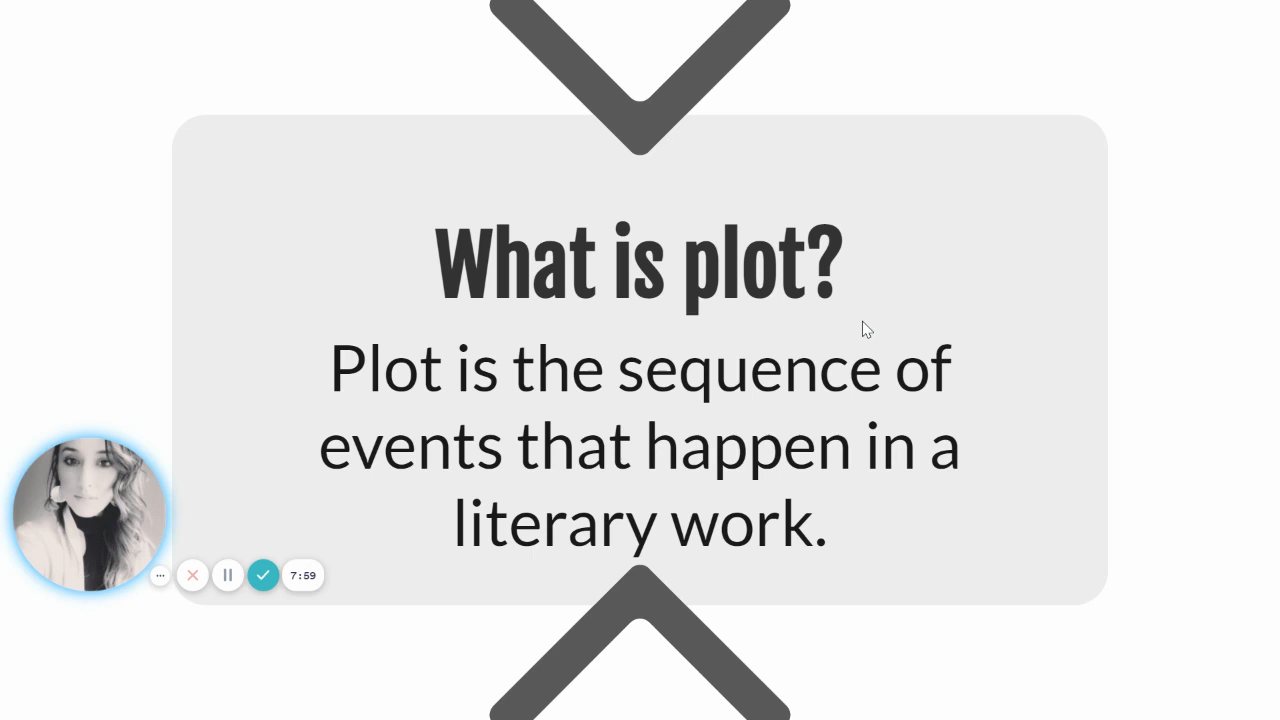 What is plot?
Plot is the sequence of
events that happen in a
literary work.
7:59